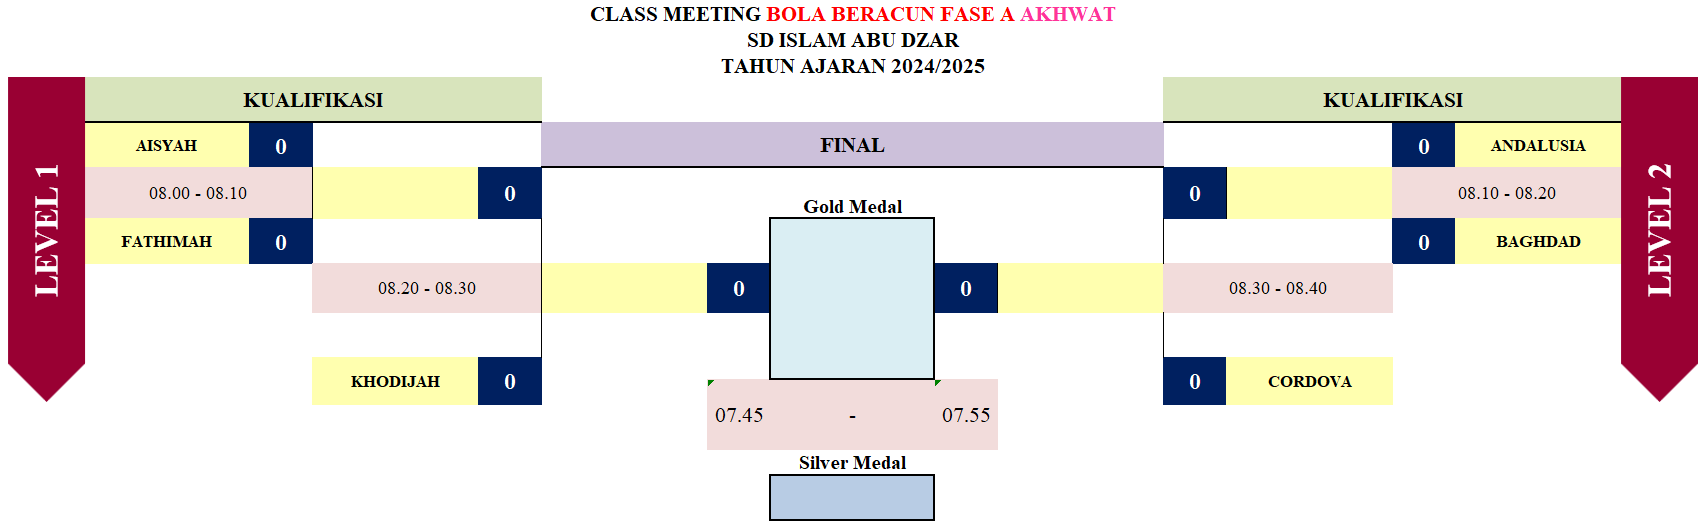 CLASS MEETING BOLA BERACUN FASE A AKHWAT
SD ISLAM ABU DZAR
TAHUN AJARAN 2024/2025
LEVEL 1
KUALIFIKASI
AISYAH 0
08.00 - 08.10
0
FATHIMAH 0
08.20 - 08.30
KHODIJAH 0
FINAL
Gold Medal
0 0
07.45 - 07.55
Silver Medal
KUALIFIKASI
0 ANDALUSIA
0
08.10 - 08.20
0 BAGHDAD
08.30 - 08.40
0 CORDOVA
LEVEL 2